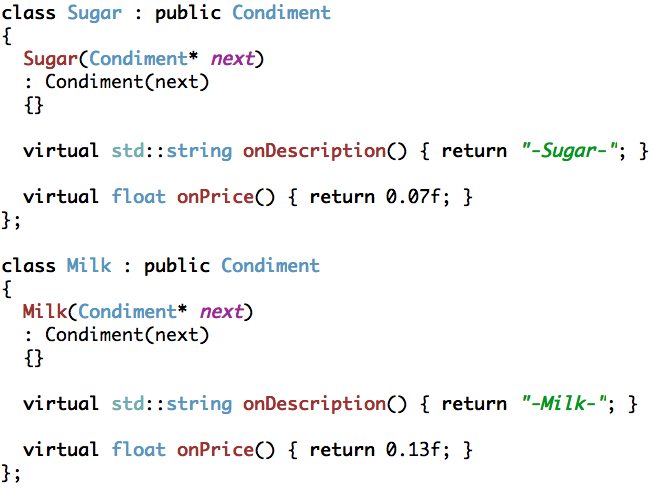 class Sugar : public Condiment
{
  Sugar(Condiment* next)
  : Condiment(next)
  {}

  virtual std::string onDescription() { return "-Sugar-"; }

  virtual float onPrice() { return 0.07f; }
};

class Milk : public Condiment
{
  Milk(Condiment* next)
  : Condiment(next)
  {}

  virtual std::string onDescription() { return "-Milk-"; }

  virtual float onPrice() { return 0.13f; }
};